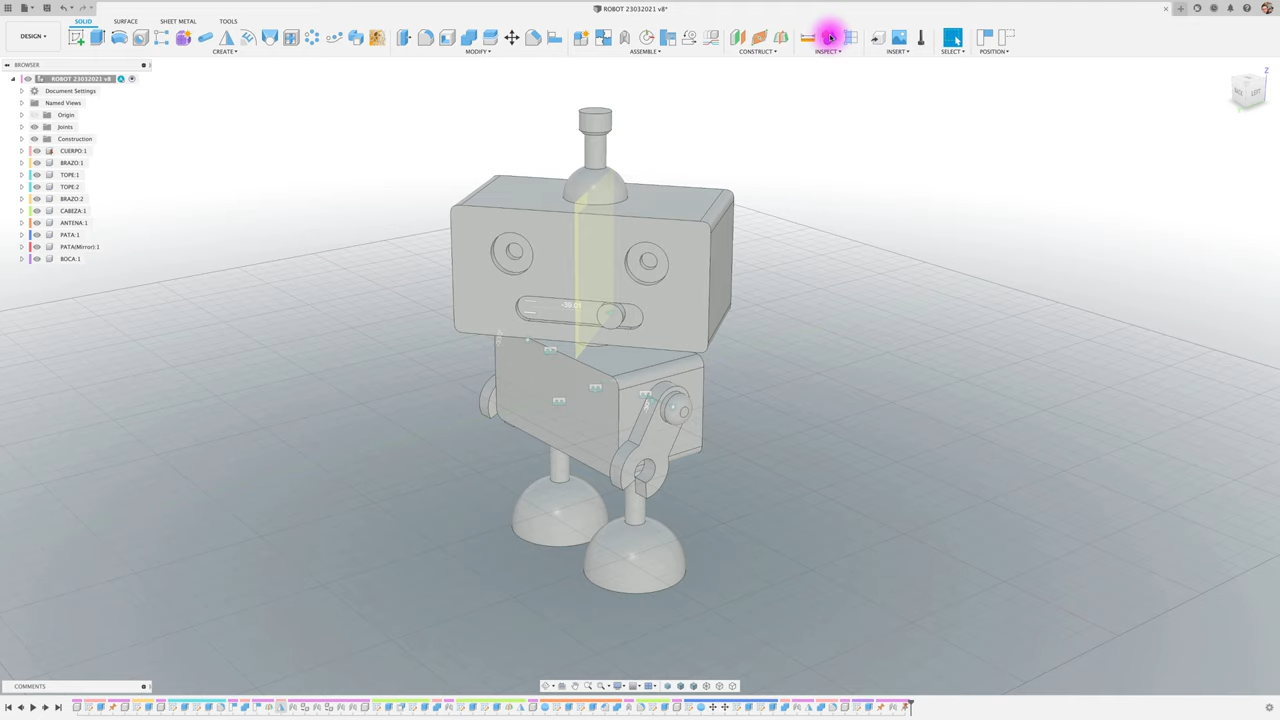 ROBOT 23032021 v8*
DESIGN
SOLID
SURFACE
SHEET METAL
TOOLS
CREATE
MODIFY
ASSEMBLE
CONSTRUCT
INSPECT
INSERT
SELECT
POSITION
BROWSER
ROBOT 23032021 v8
Document Settings
Named Views
Origin
Joints
Construction
CUERPO:1
BRAZO:1
TOPE:1
TOPE:2
BRAZO:2
CABEZA:1
ANTENA:1
PATA:1
PATA(Mirror):1
BOCA:1
Z
BACK
LEFT
COMMENTS